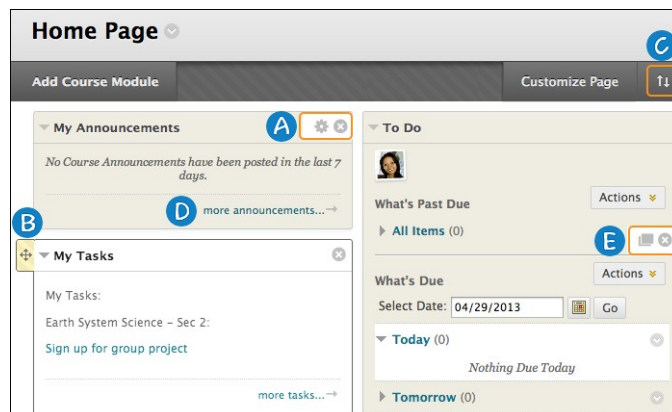 Home Page
C
Add Course Module
Customize Page
My Announcements
A
No Course Announcements have been posted in the last 7
days.
D
more announcements...
B
My Tasks
My Tasks:
Earth System Science - Sec 2:
Sign up for group project
more tasks...
To Do
What's Past Due
Actions
All Items (0)
E
What's Due
Actions
Select Date: 04/29/2013 Go
Today (0)
Nothing Due Today
Tomorrow (0)